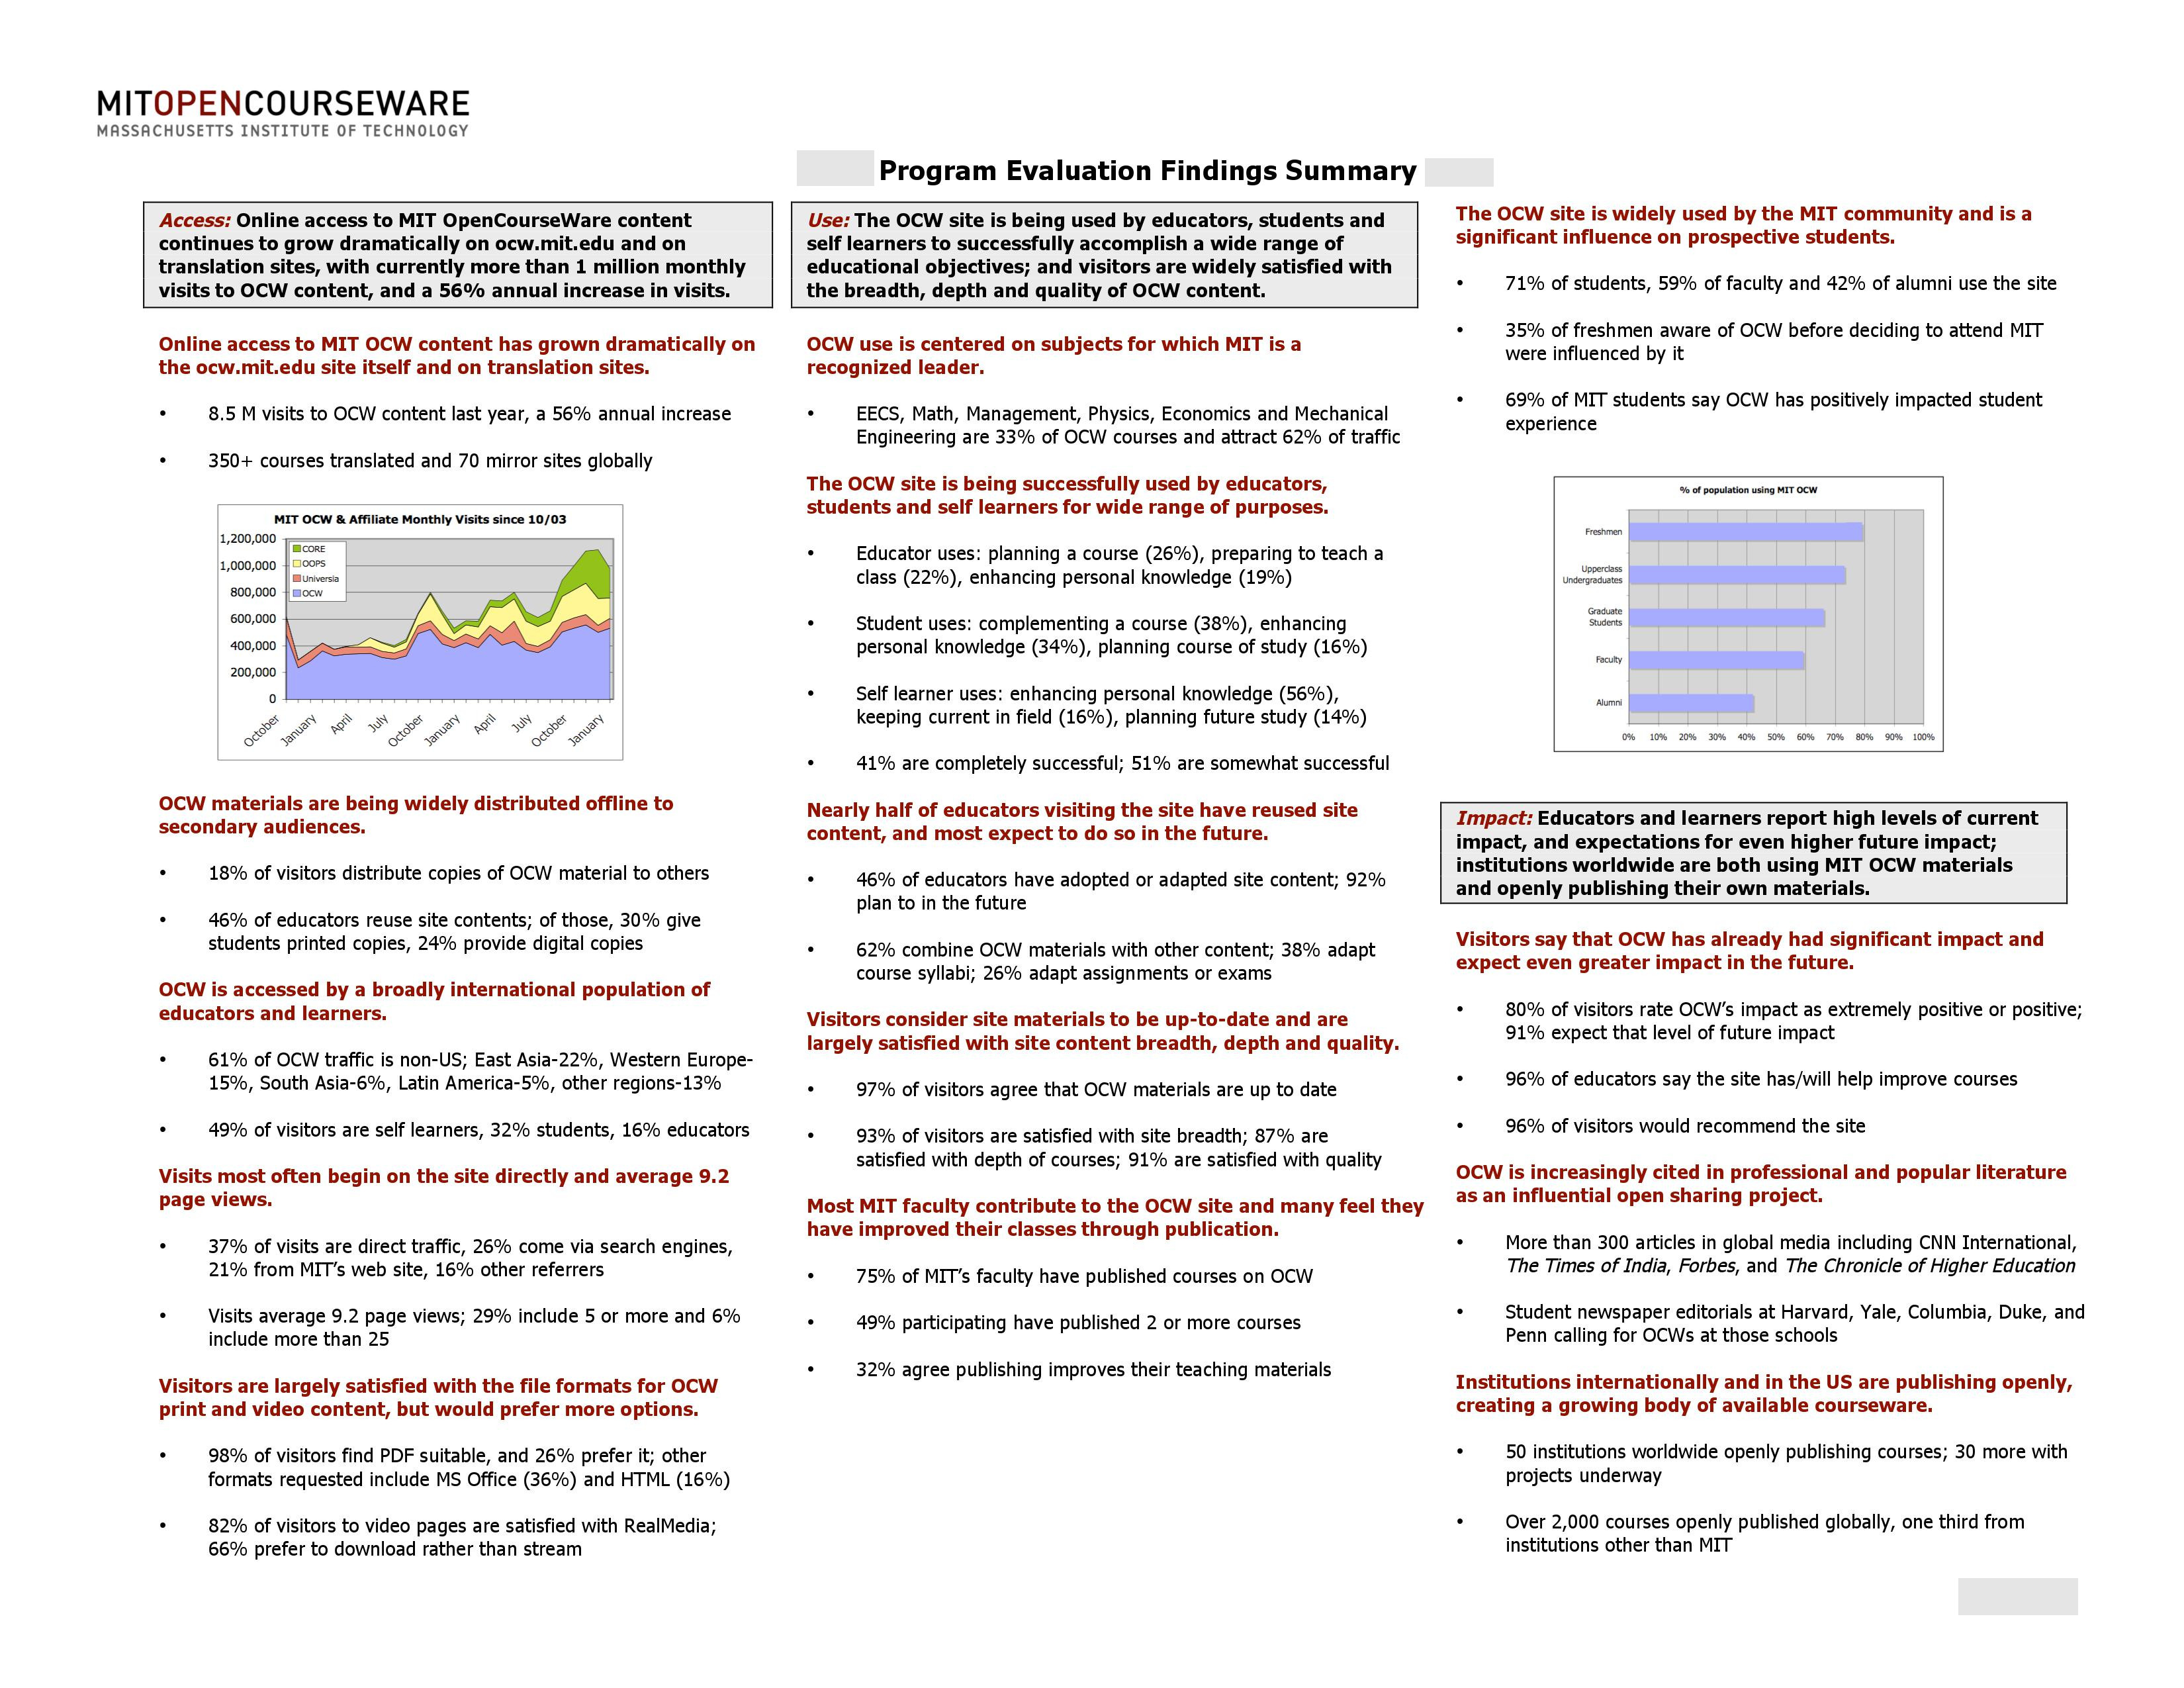 MITOPENCOURSEWARE
MASSACHUSETTS INSTITUTE OF TECHNOLOGY
Program Evaluation Findings Summary
Access: Online access to MIT OpenCourseWare content
continues to grow dramatically on ocw.mit.edu and on
translation sites, with currently more than 1 million monthly
visits to OCW content, and a 56% annual increase in visits.
Online access to MIT OCW content has grown dramatically on
the ocw.mit.edu site itself and on translation sites.
• 8.5 M visits to OCW content last year, a 56% annual increase
• 350+ courses translated and 70 mirror sites globally
MIT OCW & Affiliate Monthly Visits since 10/03
1,200,000
1,000,000
800,000
600,000
400,000
200,000
0
CORE
OOPS
Universia
OCW
October
January
April
July
October
January
April
July
October
January
OCW materials are being widely distributed offline to
secondary audiences.
• 18% of visitors distribute copies of OCW material to others
• 46% of educators reuse site contents; of those, 30% give
students printed copies, 24% provide digital copies
OCW is accessed by a broadly international population of
educators and learners.
• 61% of OCW traffic is non-US; East Asia-22%, Western Europe-
15%, South Asia-6%, Latin America-5%, other regions-13%
• 49% of visitors are self learners, 32% students, 16% educators
Visits most often begin on the site directly and average 9.2
page views.
• 37% of visits are direct traffic, 26% come via search engines,
21% from MIT’s web site, 16% other referrers
• Visits average 9.2 page views; 29% include 5 or more and 6%
include more than 25
Visitors are largely satisfied with the file formats for OCW
print and video content, but would prefer more options.
• 98% of visitors find PDF suitable, and 26% prefer it; other
formats requested include MS Office (36%) and HTML (16%)
• 82% of visitors to video pages are satisfied with RealMedia;
66% prefer to download rather than stream
Use: The OCW site is being used by educators, students and
self learners to successfully accomplish a wide range of
educational objectives; and visitors are widely satisfied with
the breadth, depth and quality of OCW content.
OCW use is centered on subjects for which MIT is a
recognized leader.
• EECS, Math, Management, Physics, Economics and Mechanical
Engineering are 33% of OCW courses and attract 62% of traffic
The OCW site is being successfully used by educators,
students and self learners for wide range of purposes.
• Educator uses: planning a course (26%), preparing to teach a
class (22%), enhancing personal knowledge (19%)
• Student uses: complementing a course (38%), enhancing
personal knowledge (34%), planning course of study (16%)
• Self learner uses: enhancing personal knowledge (56%),
keeping current in field (16%), planning future study (14%)
• 41% are completely successful; 51% are somewhat successful
Nearly half of educators visiting the site have reused site
content, and most expect to do so in the future.
• 46% of educators have adopted or adapted site content; 92%
plan to in the future
• 62% combine OCW materials with other content; 38% adapt
course syllabi; 26% adapt assignments or exams
Visitors consider site materials to be up-to-date and are
largely satisfied with site content breadth, depth and quality.
• 97% of visitors agree that OCW materials are up to date
• 93% of visitors are satisfied with site breadth; 87% are
satisfied with depth of courses; 91% are satisfied with quality
Most MIT faculty contribute to the OCW site and many feel they
have improved their classes through publication.
• 75% of MIT’s faculty have published courses on OCW
• 49% participating have published 2 or more courses
• 32% agree publishing improves their teaching materials
The OCW site is widely used by the MIT community and is a
significant influence on prospective students.
• 71% of students, 59% of faculty and 42% of alumni use the site
• 35% of freshmen aware of OCW before deciding to attend MIT
were influenced by it
• 69% of MIT students say OCW has positively impacted student
experience
% of population using MIT OCW
Freshmen
Upperclass
Undergraduates
Graduate
Students
Faculty
Alumni
0% 10% 20% 30% 40% 50% 60% 70% 80% 90% 100%
Impact: Educators and learners report high levels of current
impact, and expectations for even higher future impact;
institutions worldwide are both using MIT OCW materials
and openly publishing their own materials.
Visitors say that OCW has already had significant impact and
expect even greater impact in the future.
• 80% of visitors rate OCW’s impact as extremely positive or positive;
91% expect that level of future impact
• 96% of educators say the site has/will help improve courses
• 96% of visitors would recommend the site
OCW is increasingly cited in professional and popular literature
as an influential open sharing project.
• More than 300 articles in global media including CNN International,
The Times of India, Forbes, and The Chronicle of Higher Education
• Student newspaper editorials at Harvard, Yale, Columbia, Duke, and
Penn calling for OCWs at those schools
Institutions internationally and in the US are publishing openly,
creating a growing body of available courseware.
• 50 institutions worldwide openly publishing courses; 30 more with
projects underway
• Over 2,000 courses openly published globally, one third from
institutions other than MIT